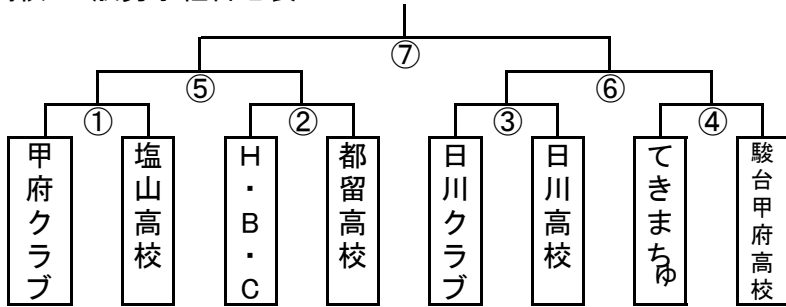 ⑦
⑤
⑥
①
②
③
④
甲府クラブ
塩山高校
H・B・C
都留高校
日川クラブ
日川高校
てきまちゅ
駿台甲府高校